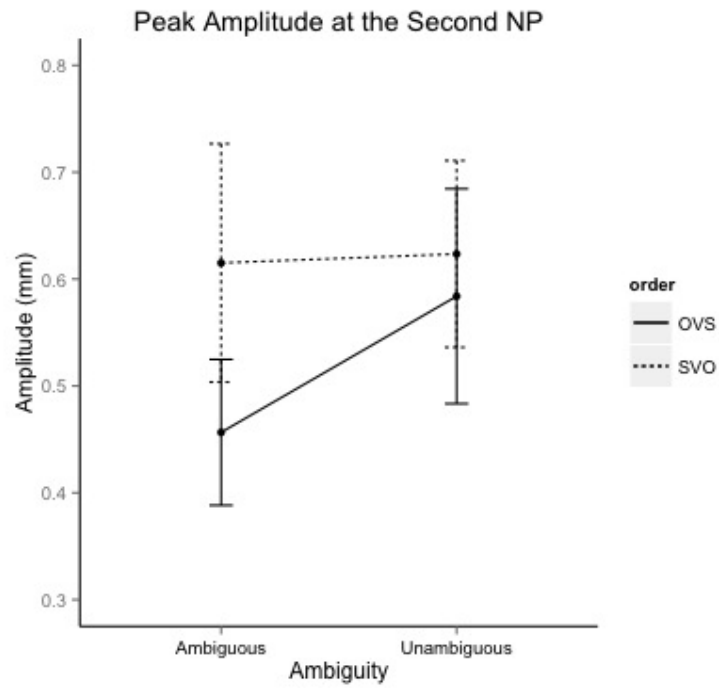 Peak Amplitude at the Second NP
Amplitude (mm)
0.8
0.7
0.6
0.5
0.4
0.3
Ambiguous Unambiguous
Ambiguity
order
OVS
SVO